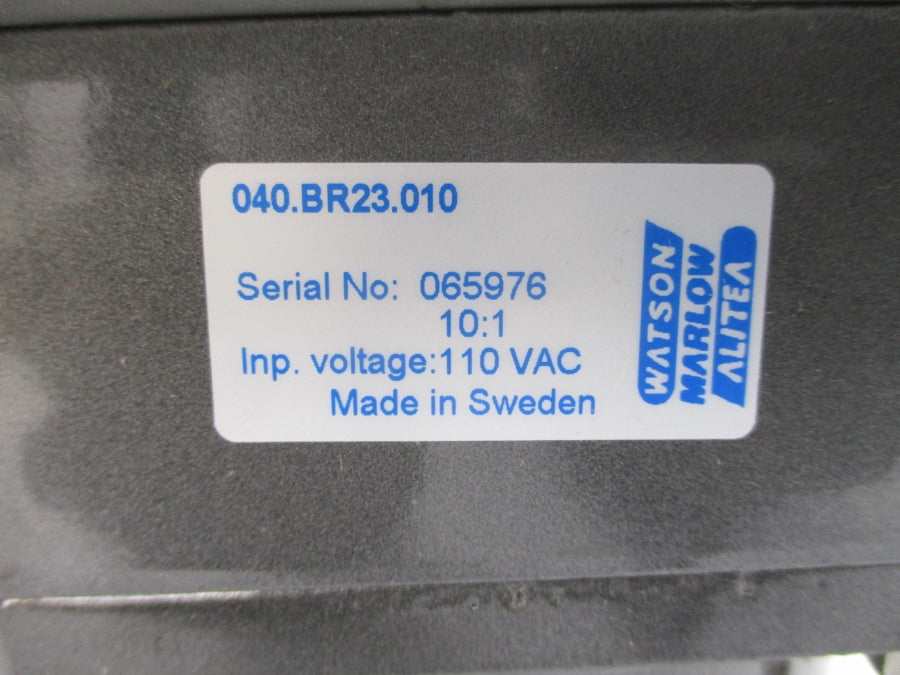 040.BR23.010
Serial No: 065976
10:1
Inp. voltage:110 VAC
Made in Sweden
WATSON
MARLOW
ALITEA